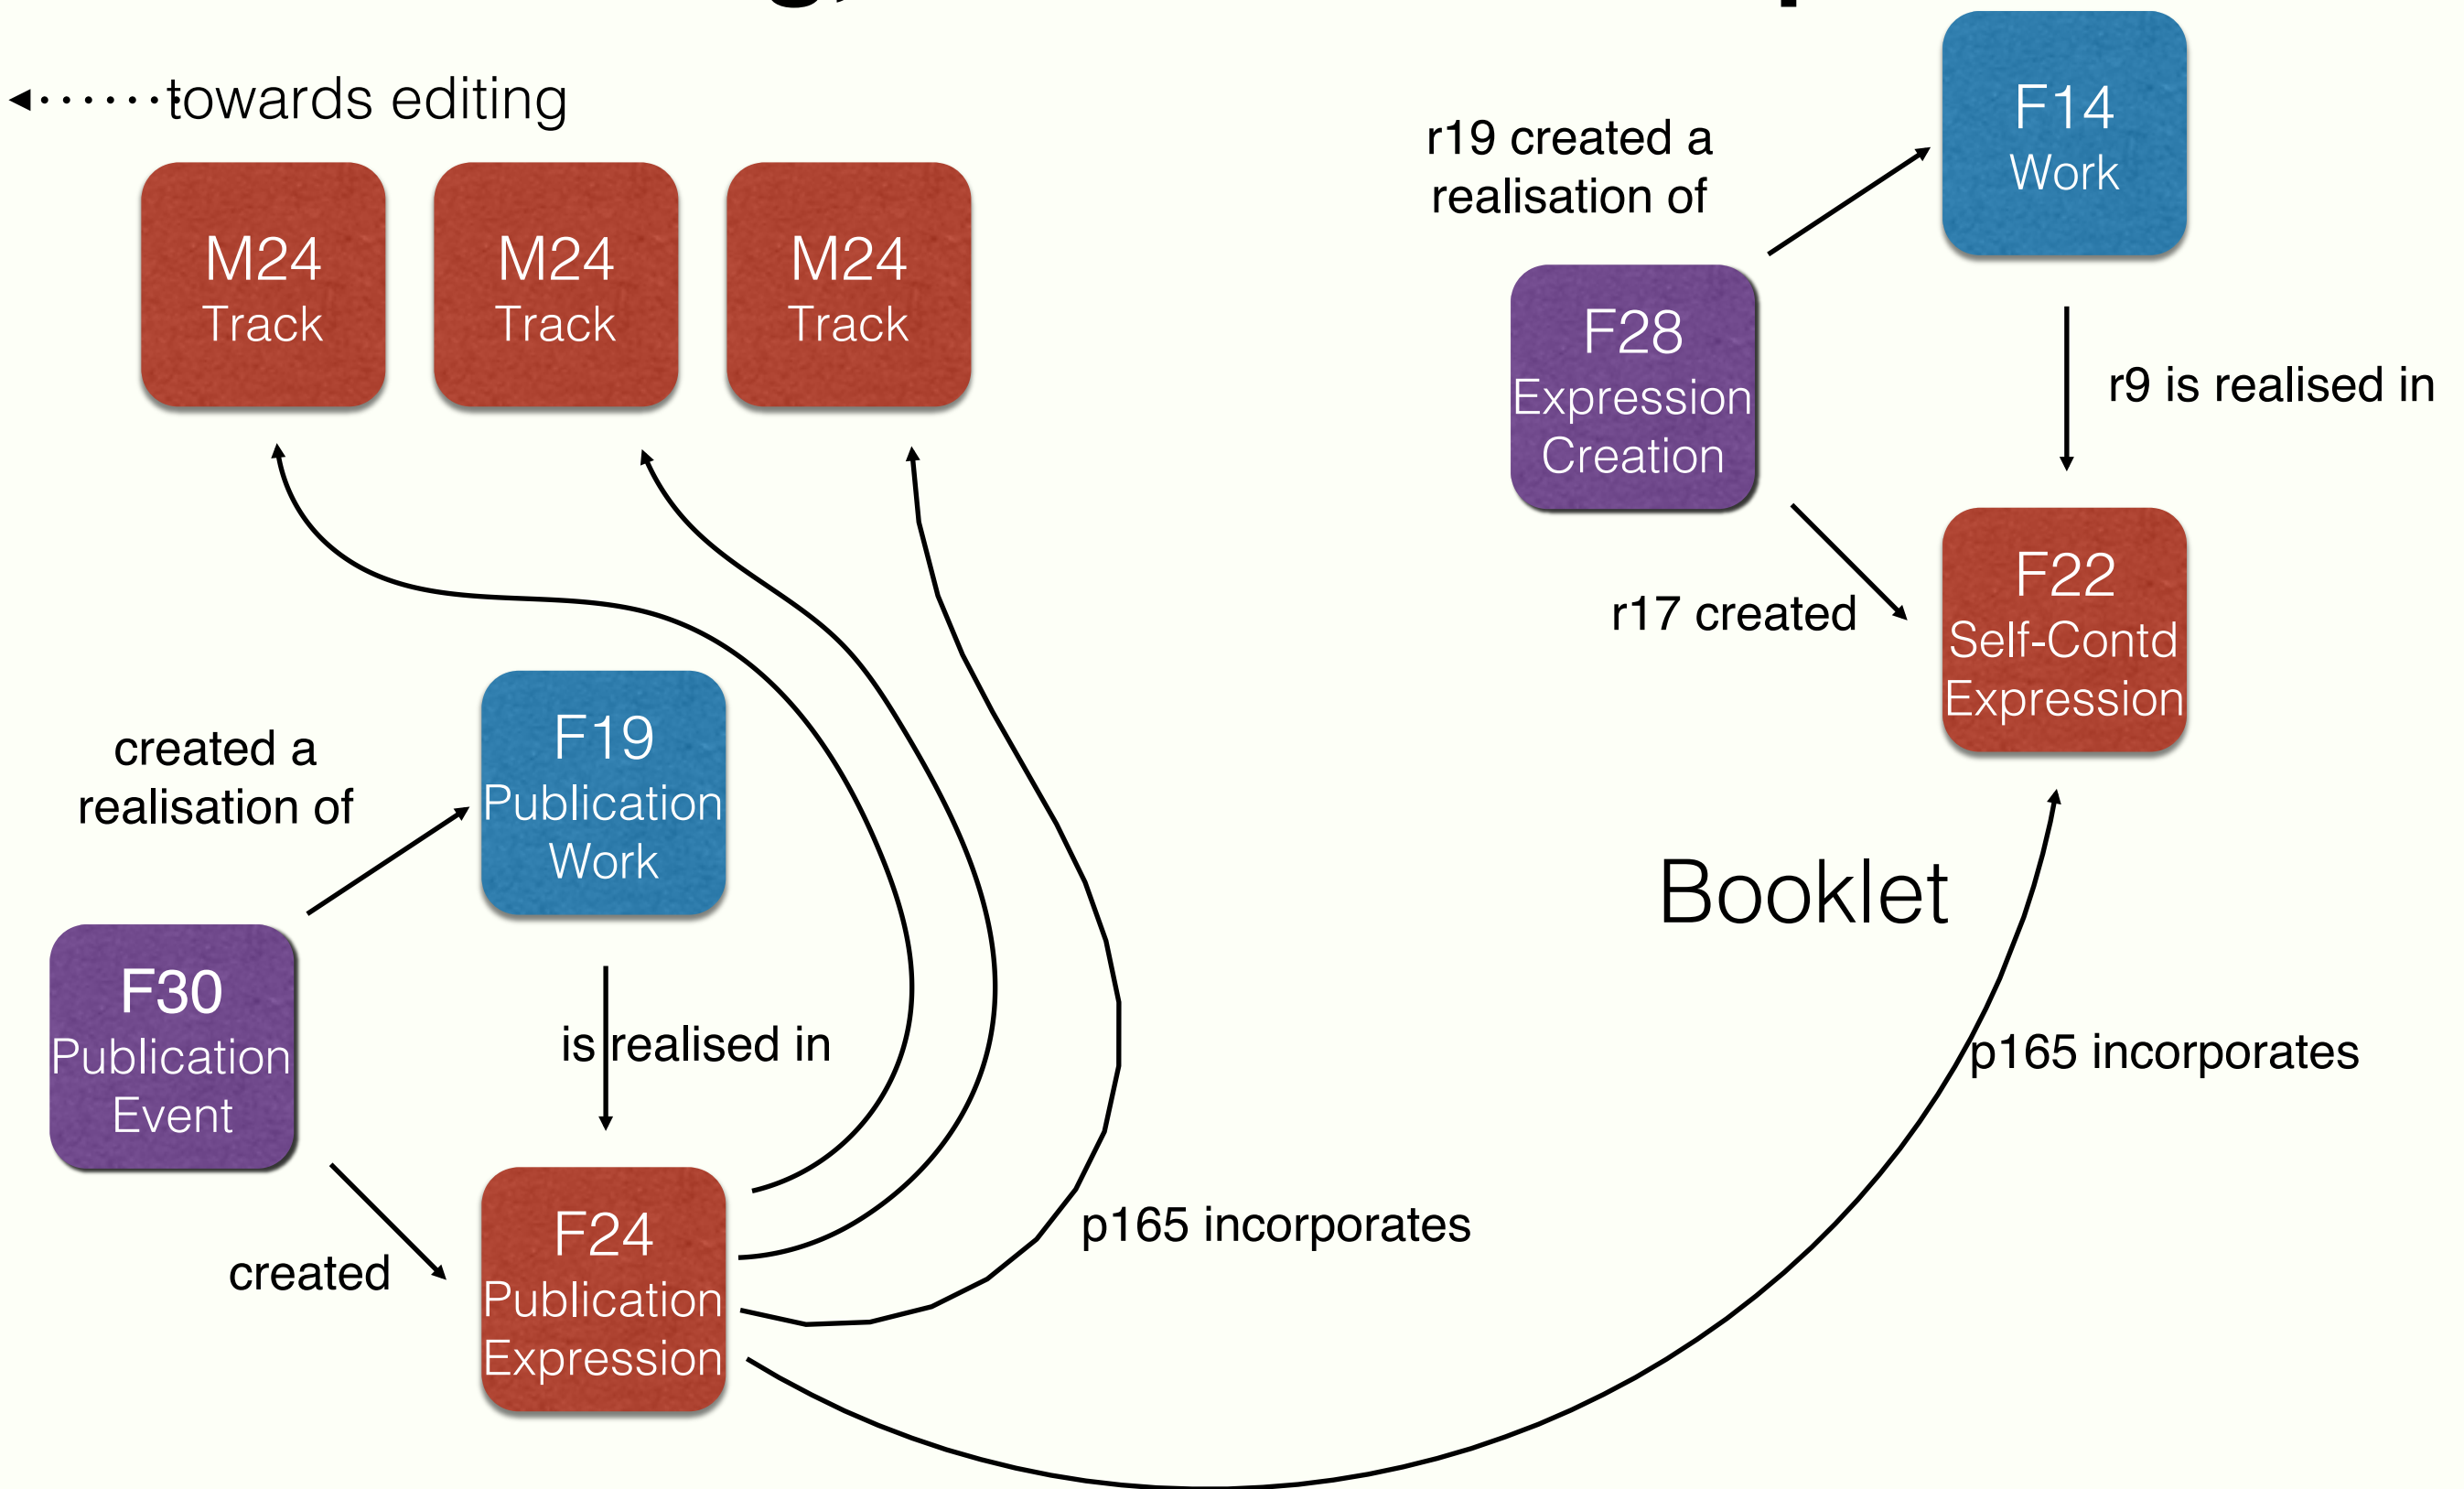 towards editing
M24
Track
M24
Track
M24
Track
r19 created a
realisation of
F14
Work
F28
Expression
Creation
r9 is realised in
r17 created
F22
Self-Contd
Expression
created a
realisation of
F19
Publication
Work
Booklet
F30
Publication
Event
is realised in
p165 incorporates
created
F24
Publication
Expression
p165 incorporates